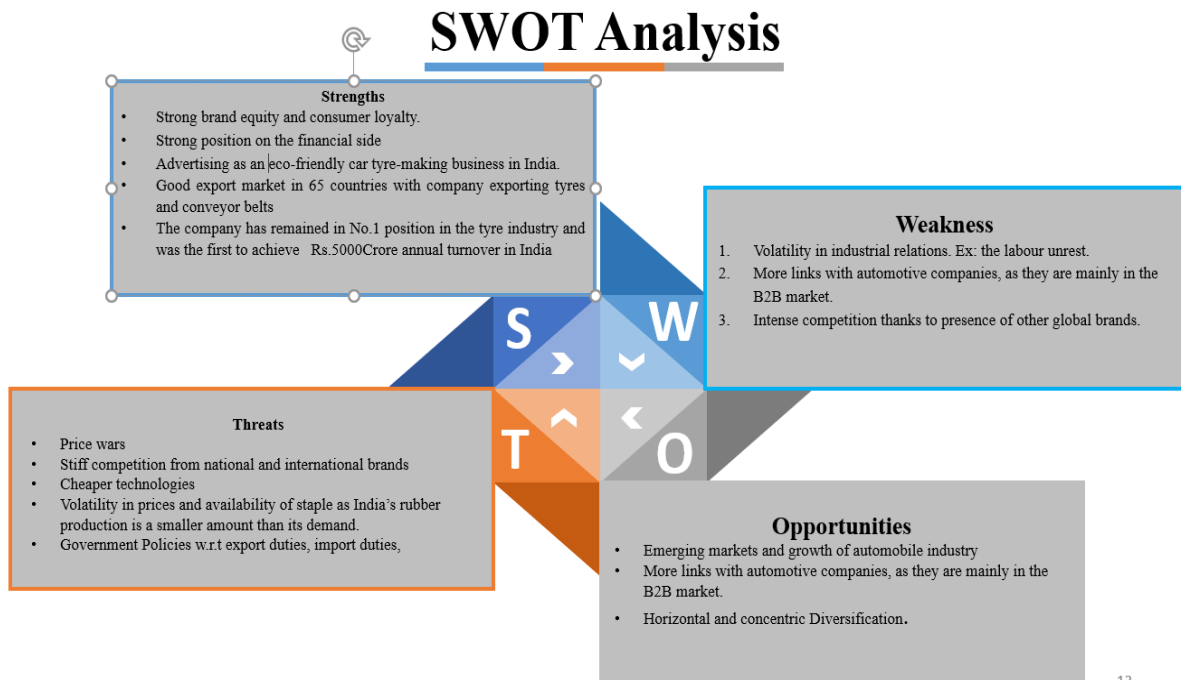 SWOT Analysis
Strengths
• Strong brand equity and consumer loyalty.
• Strong position on the financial side
• Advertising as an eco-friendly car tyre-making business in India.
• Good export market in 65 countries with company exporting tyres
and conveyor belts
• The company has remained in No.1 position in the tyre industry and
was the first to achieve Rs.5000Crore annual turnover in India
Weakness
1. Volatility in industrial relations. Ex: the labour unrest.
2. More links with automotive companies, as they are mainly in the
B2B market.
3. Intense competition thanks to presence of other global brands.
S
W
T
O
Threats
• Price wars
• Stiff competition from national and international brands
• Cheaper technologies
• Volatility in prices and availability of staple as India's rubber
production is a smaller amount than its demand.
• Government Policies w.r.t export duties, import duties,
Opportunities
• Emerging markets and growth of automobile industry
• More links with automotive companies, as they are mainly in the
B2B market.
• Horizontal and concentric Diversification.